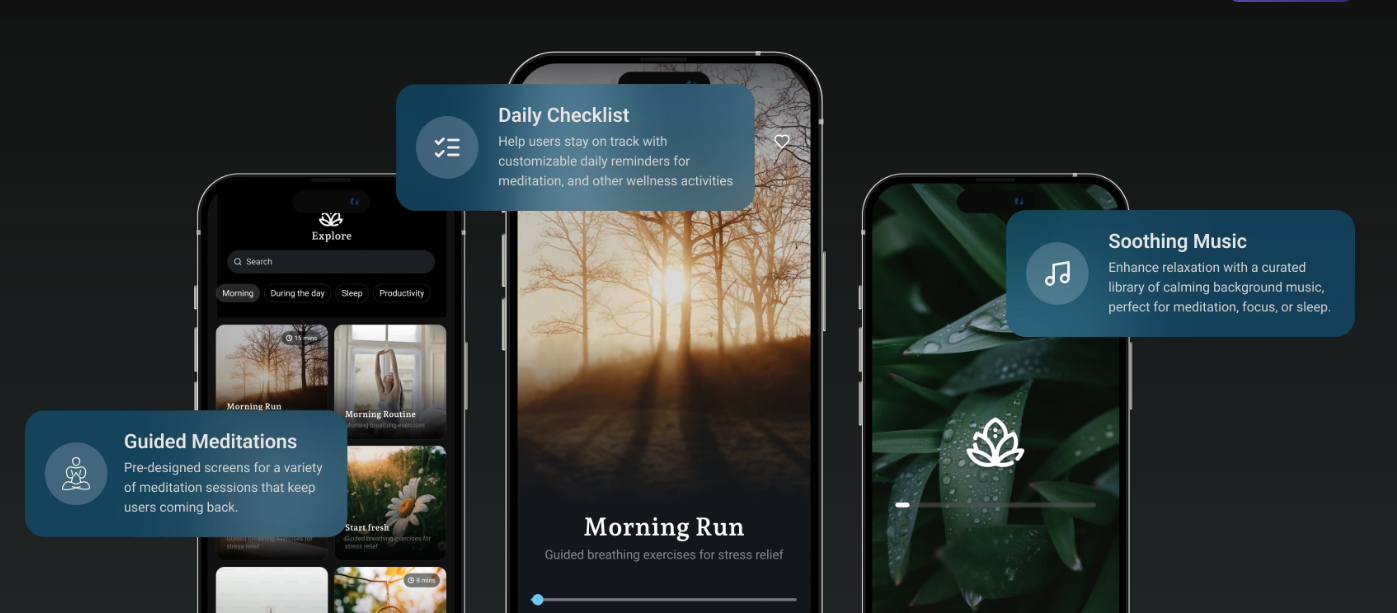 Daily Checklist
Help users stay on track with
customizable daily reminders for
meditation, and other wellness activities
Explore
Search
Morning
During the day
Sleep
Productivity
15 mins
Morning Run
Morning Routine
Morning breathing exercises
Guided Meditations
Pre-designed screens for a variety
of meditation sessions that keep
users coming back.
Start fresh
Guided breathing exercises for
stress relief
Guided breathing exercises for
stress relief
8 mins
Morning Run
Guided breathing exercises for stress relief
Soothing Music
Enhance relaxation with a curated
library of calming background music,
perfect for meditation, focus, or sleep.